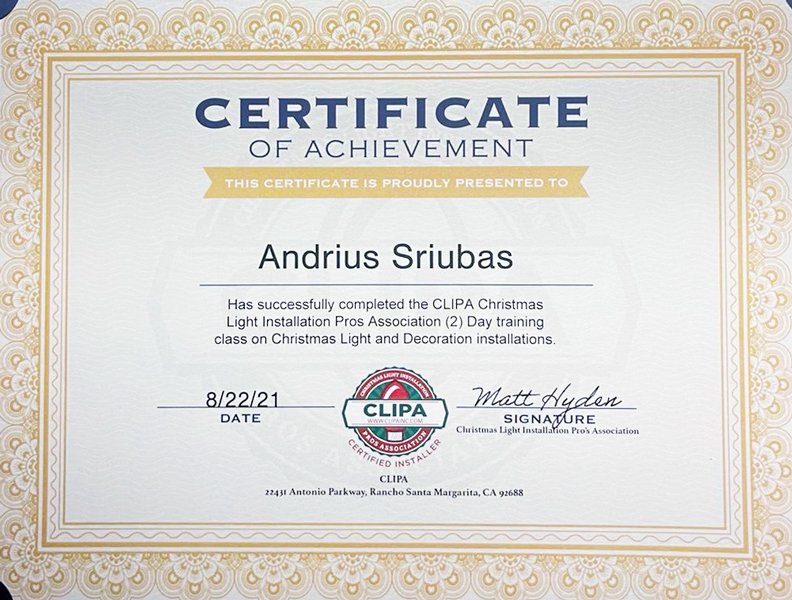 CERTIFICATE
OF ACHIEVEMENT
THIS CERTIFICATE IS PROUDLY PRESENTED TO
Andrius Sriubas
Has successfully completed the CLIPA Christmas
Light Installation Pros Association (2) Day training
class on Christmas Light and Decoration installations.
8/22/21
DATE
CHRISTMAS LIGHT INSTALLATION
CLIPA
WWW.CLIPAINC.COM
PROS ASSOCIATION
CERTIFIED INSTALLER
Matt Hyden
SIGNATURE
Christmas Light Installation Pro's Association
CLIPA
22431 Antonio Parkway, Rancho Santa Margarita, CA 92688